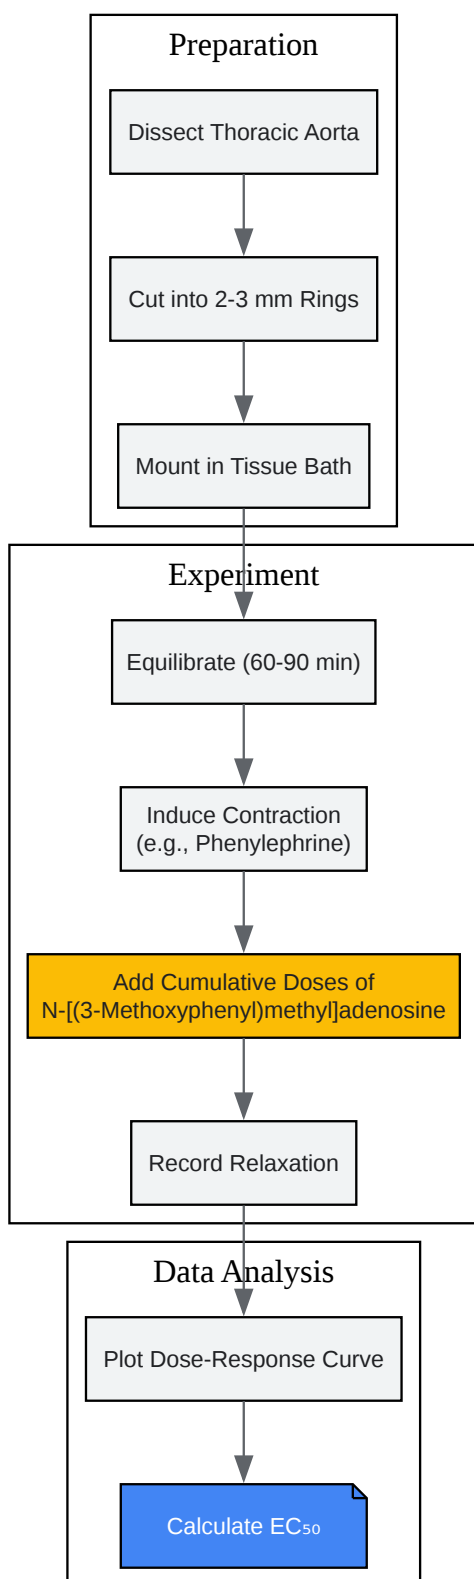 Preparation
Dissect Thoracic Aorta
Cut into 2-3 mm Rings
Mount in Tissue Bath
Experiment
Equilibrate (60-90 min)
Induce Contraction
(e.g., Phenylephrine)
Add Cumulative Doses of
N-[(3-Methoxyphenyl)methyl]adenosine
Record Relaxation
Data Analysis
Plot Dose-Response Curve
Calculate EC₅₀